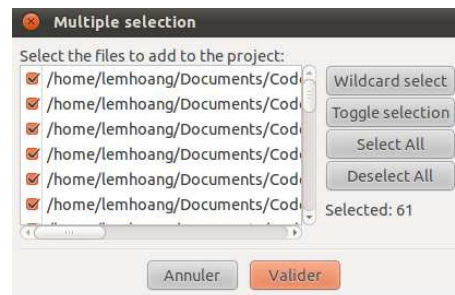 Multiple selection
Select the files to add to the project:
/home/lemhoang/Documents/Cod
/home/lemhoang/Documents/Cod
/home/lemhoang/Documents/Cod
/home/lemhoang/Documents/Cod
/home/lemhoang/Documents/Cod
/home/lemhoang/Documents/Cod
Wildcard select
Toggle selection
Select All
Deselect All
Selected: 61
Annuler
Valider